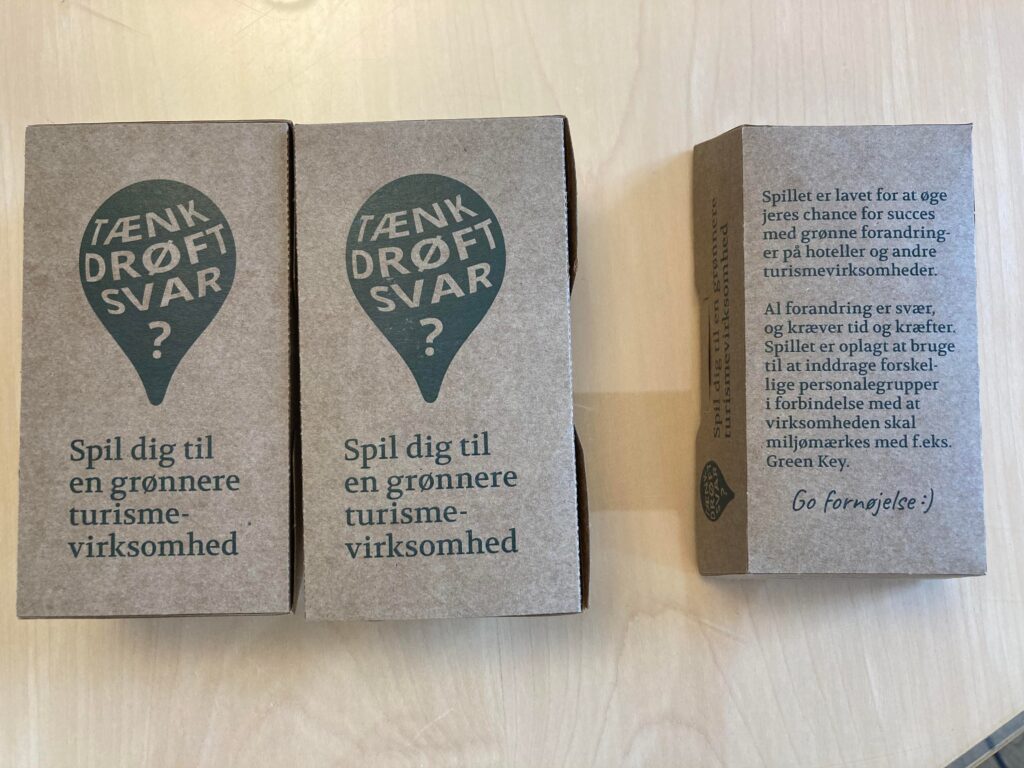 TÆNK
DRØFT
SVAR
?
Spil dig til
en grønnere
turisme-
virksomhed
TÆNK
DRØFT
SVAR
?
Spil dig til
en grønnere
turisme-
virksomhed
TÆNK
DRØFT
SVAR
?
Spil dig til en grønnere
turismevirksomhed
Spillet er lavet for at øge
jeres chance for succes
med grønne forandring-
er på hoteller og andre
turismevirksomheder.
Al forandring er svær,
og kræver tid og kræfter.
Spillet er oplagt at bruge
til at inddrage forskel-
lige personalegrupper
i forbindelse med at
virksomheden skal
miljømærkes med f.eks.
Green Key.
Go fornøjelse :)